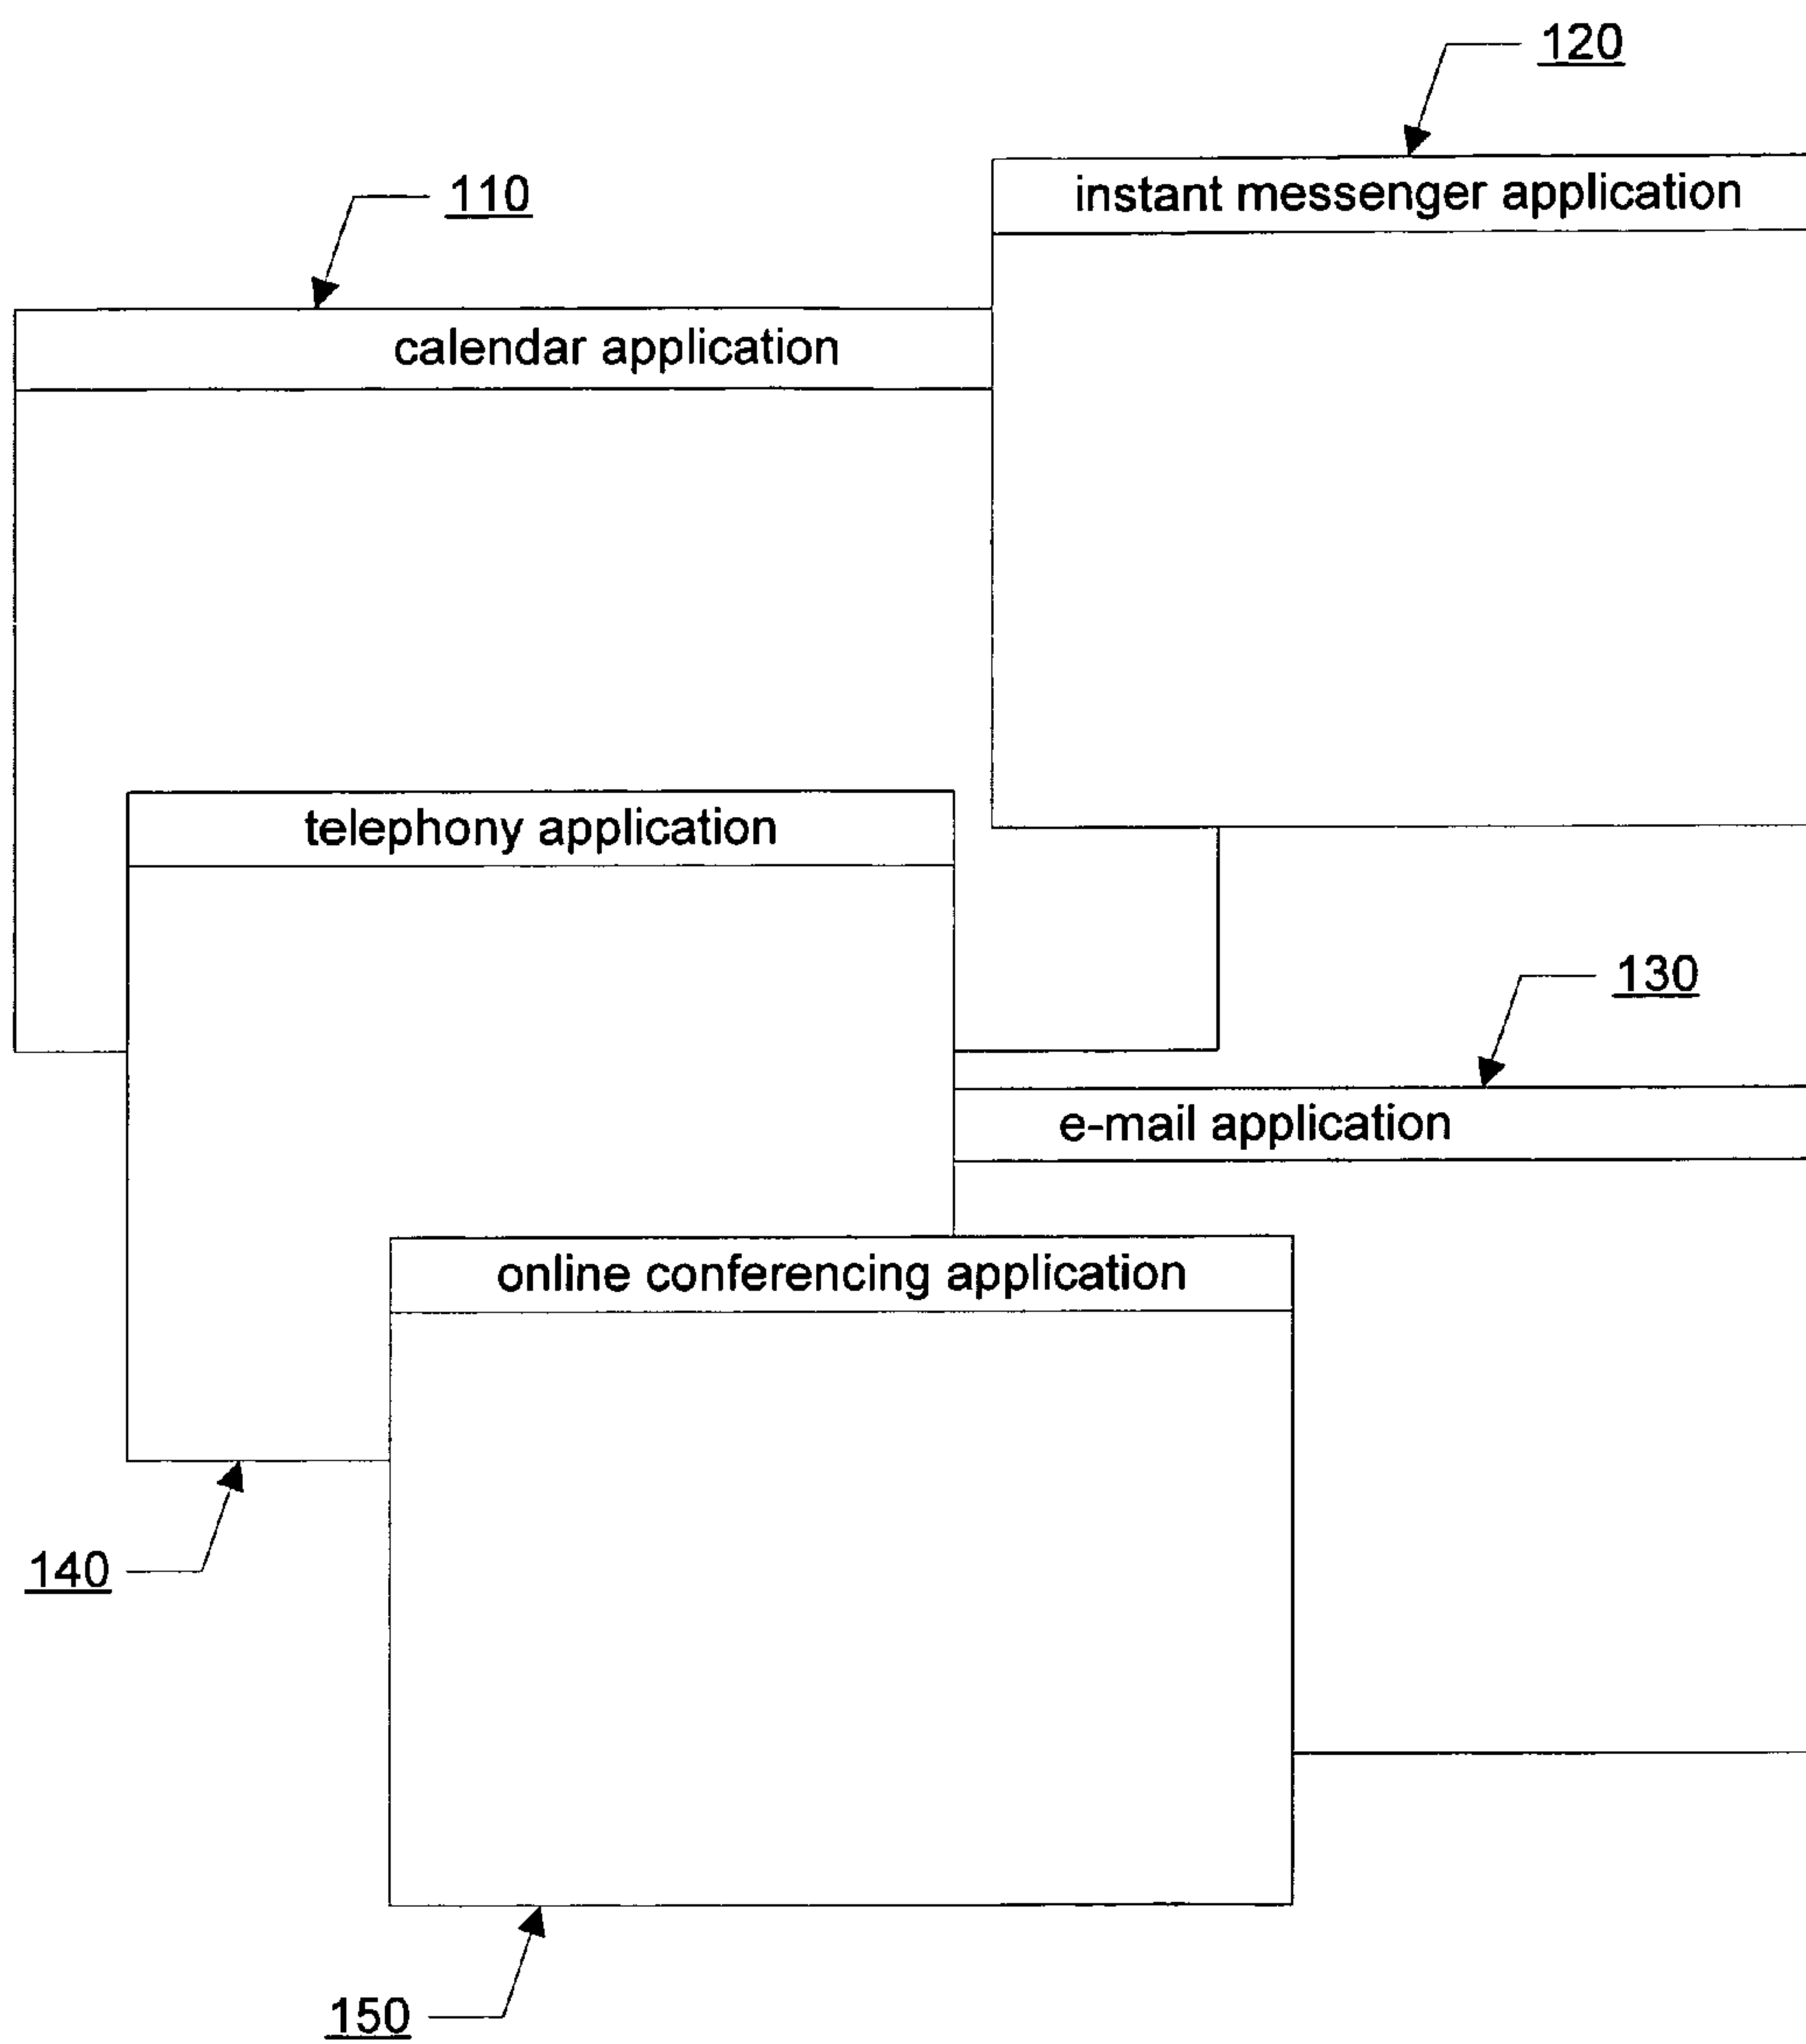 120
instant messenger application
110
calendar application
telephony application
130
e-mail application
online conferencing application
140
150